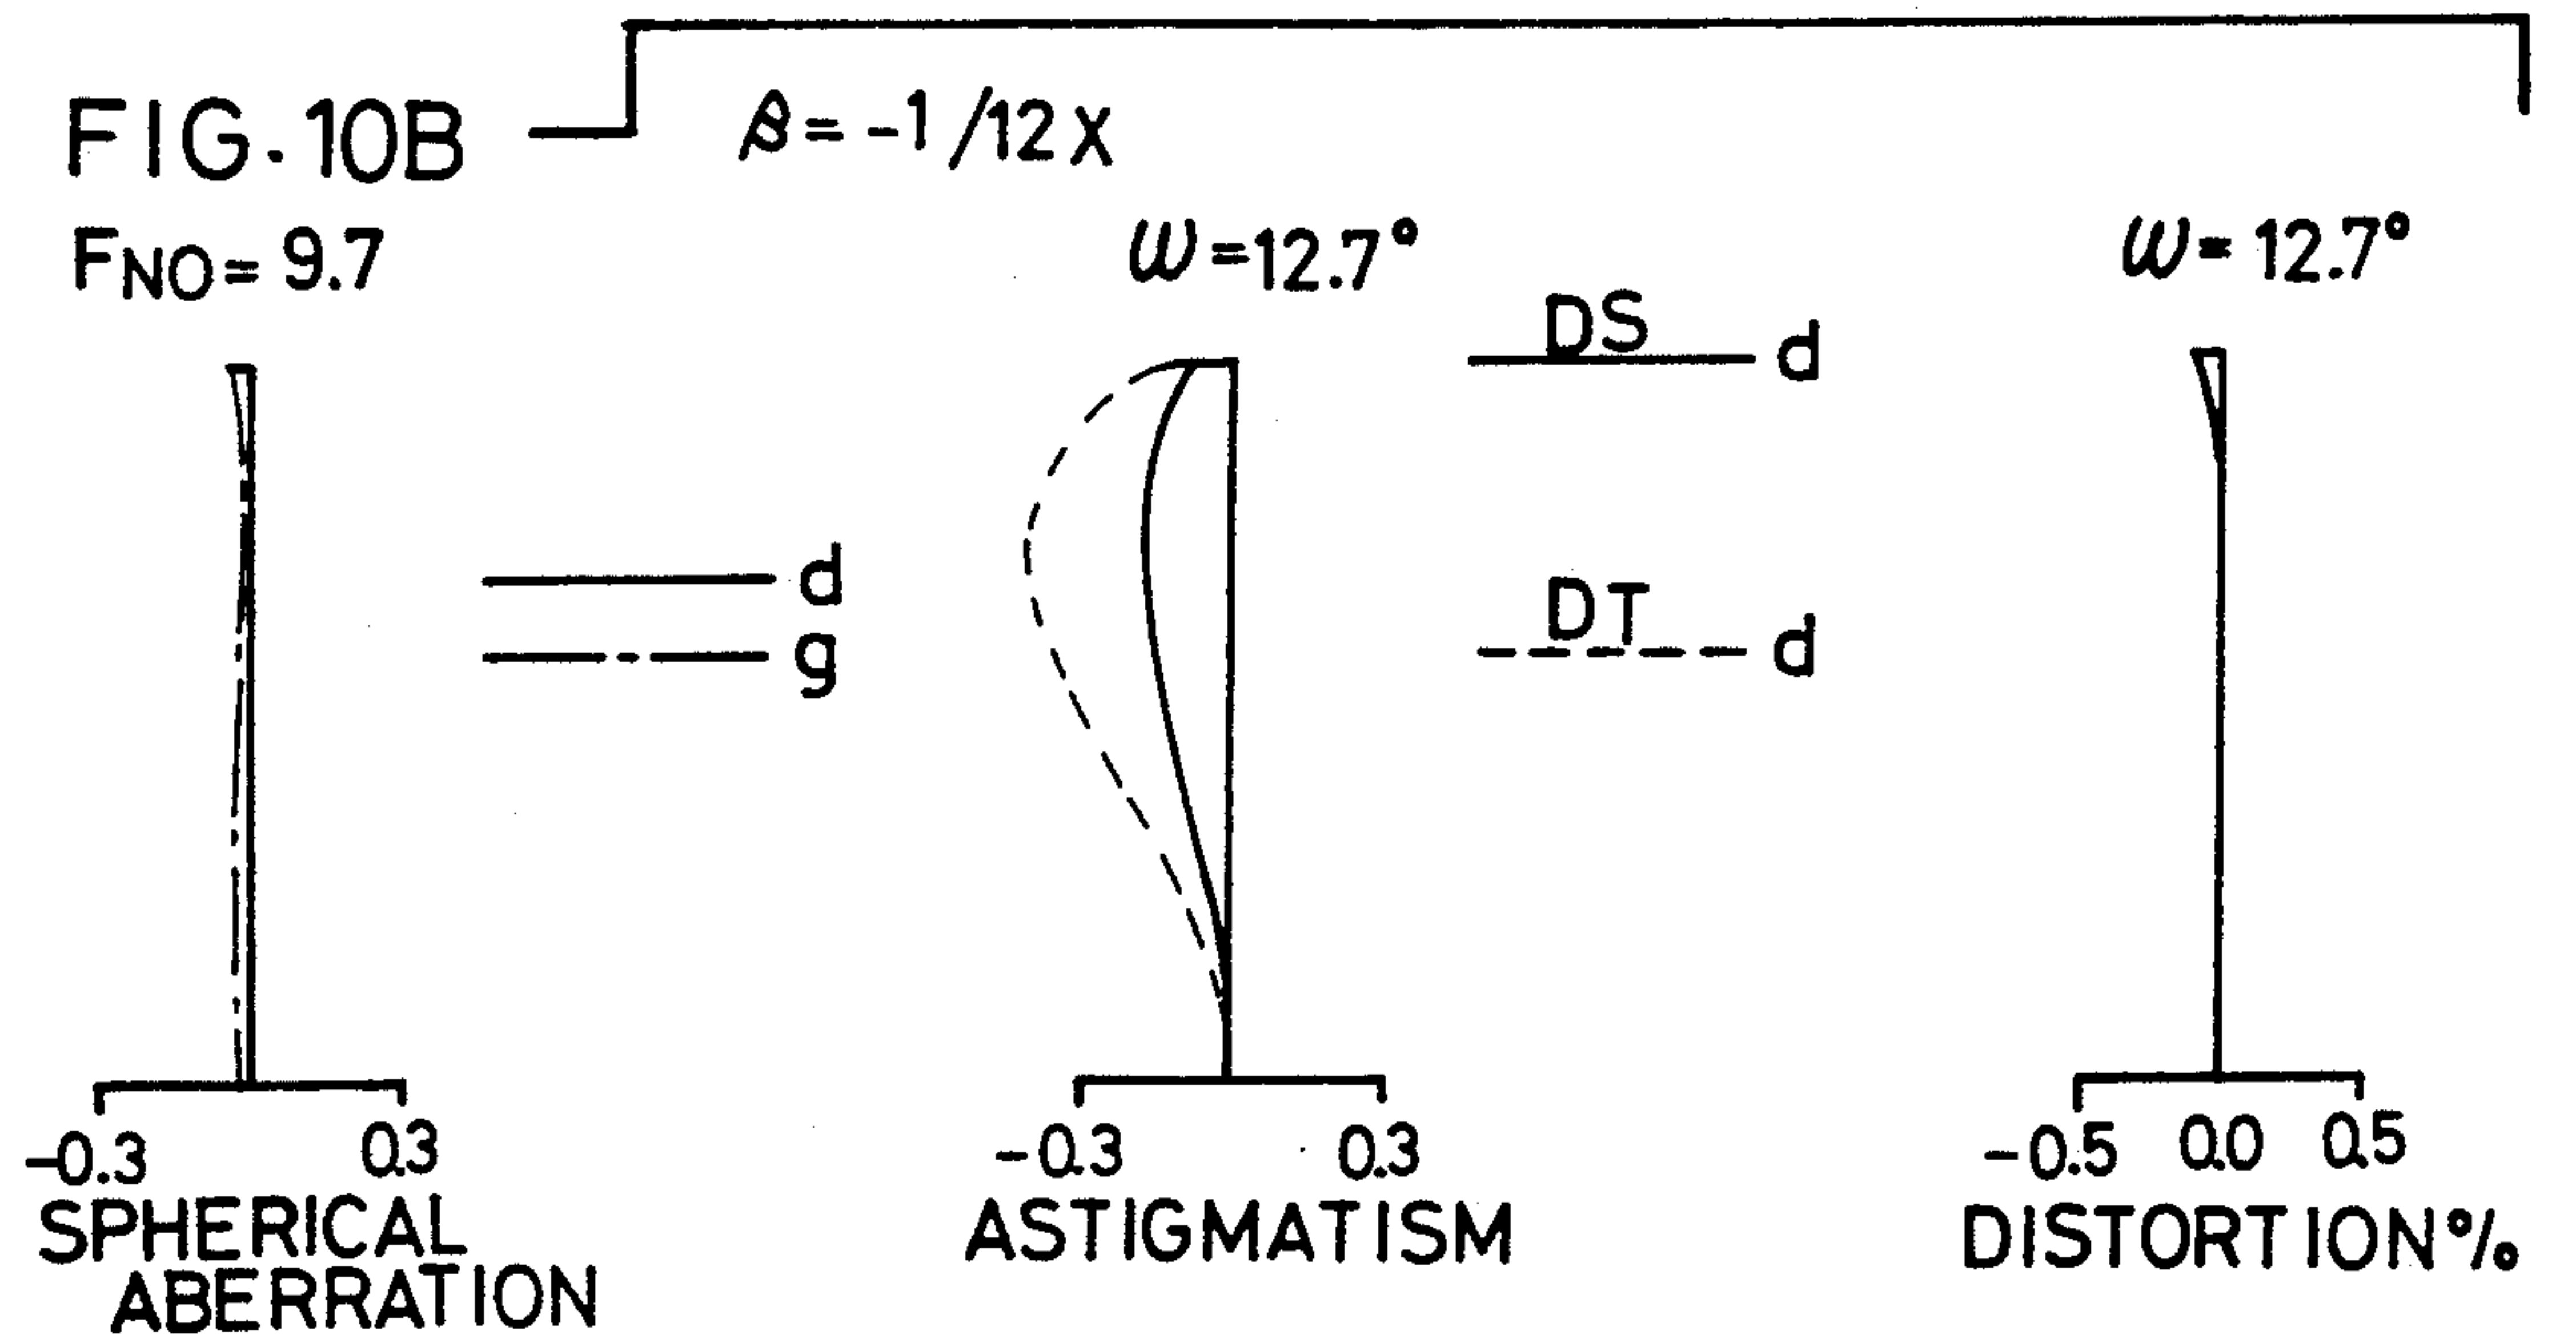 FIG. 10B
β = -1/12 X
FNO = 9.7
ω = 12.7°
ω = 12.7°
DS
d
d
g
DT
d
-0.3 0.3
-0.3 0.3
-0.5 0.0 0.5
SPHERICAL
ABERRATION
ASTIGMATISM
DISTORTION %